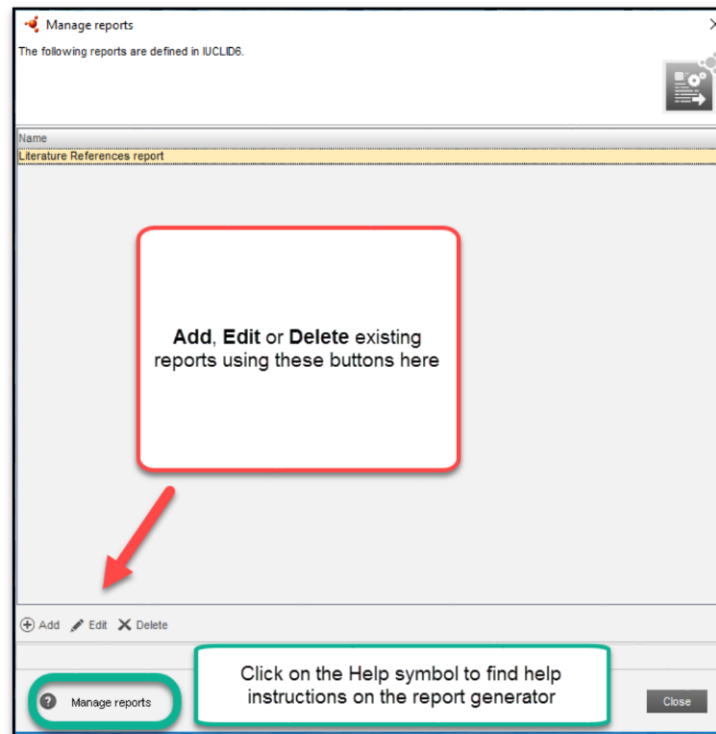 Manage reports
The following reports are defined in IUCLID6.
Name
Literature References report
Add, Edit or Delete existing
reports using these buttons here
Add Edit Delete
Click on the Help symbol to find help
instructions on the report generator
? Manage reports
Close